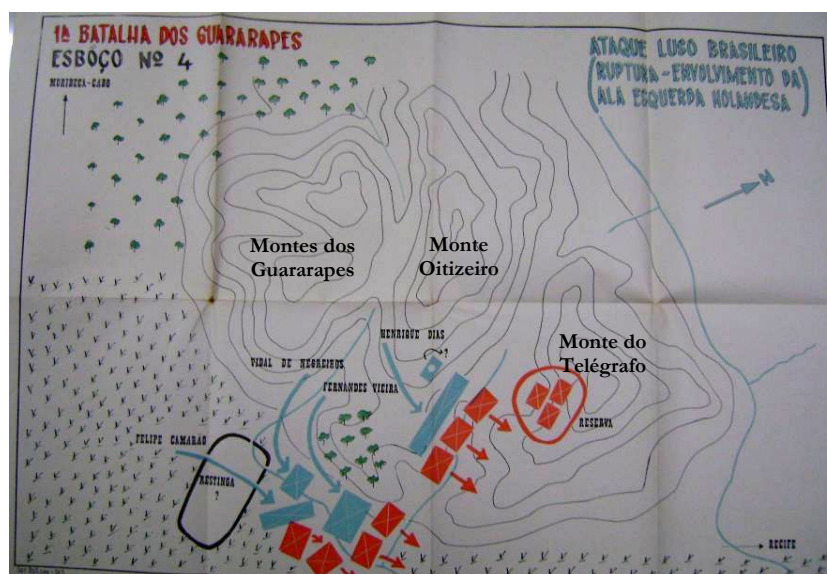 1ª BATALHA DOS GUARARAPES
ESBÔÇO Nº 4
MURIBECA-CABO
ATAQUE LUSO BRASILEIRO
(RUPTURA-ENVOLVIMENTO DA
ALA ESQUERDA HOLANDESA)
N
Montes dos
Guararapes
Monte
Oitizeiro
Monte do
Telégrafo
HENRIQUE DIAS
?
VIDAL DE NEGREIROS
FERNANDES VIEIRA
RESERVA
FELIPE CAMARÃO
RESTINGA
?
RECIFE